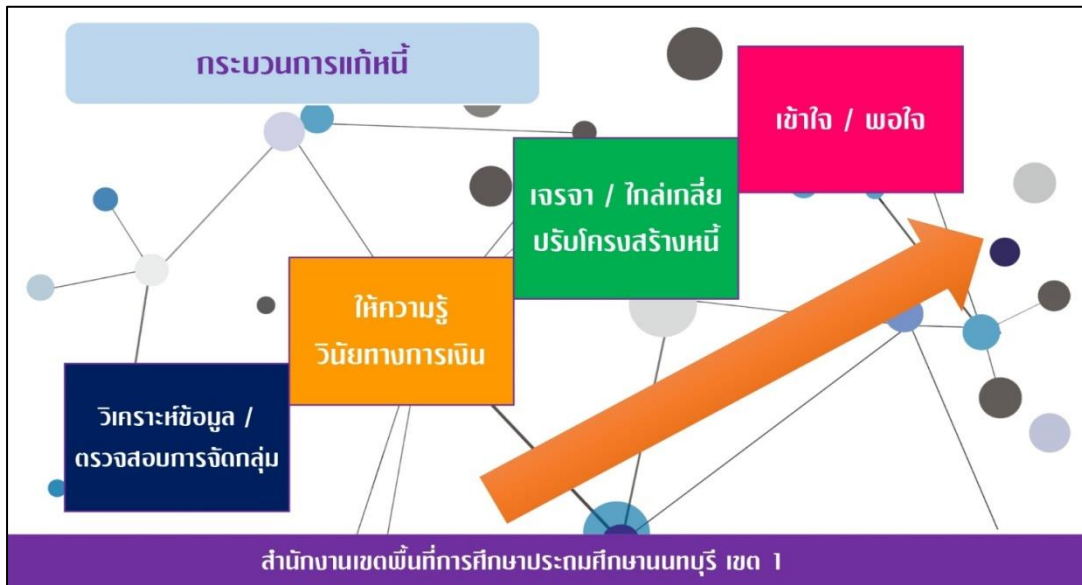 กระบวนการแก้หนี้
เข้าใจ / พอใจ
เจรจา / ไกล่เกลี่ย
ปรับโครงสร้างหนี้
ให้ความรู้
วินัยทางการเงิน
วิเคราะห์ข้อมูล /
ตรวจสอบการจัดกลุ่ม
สำนักงานเขตพื้นที่การศึกษาประถมศึกษานนทบุรี เขต 1